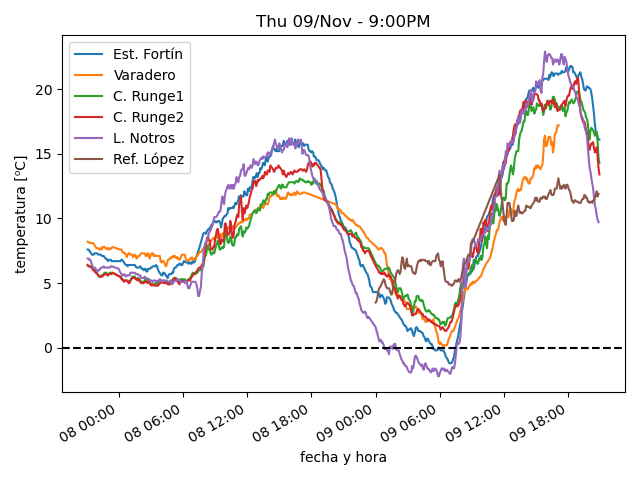 Thu 09/Nov - 9:00PM
Est. Fortín
Varadero
C. Runge1
C. Runge2
L. Notros
Ref. López
temperatura [°C]
20
15
10
5
0
08 00:00
08 06:00
08 12:00
08 18:00
09 00:00
09 06:00
09 12:00
09 18:00
fecha y hora